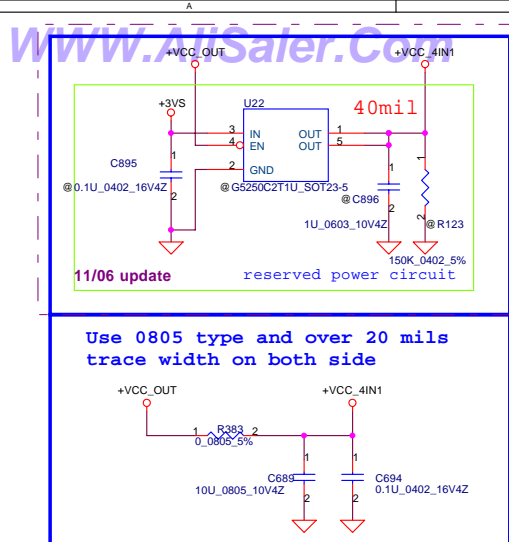 A
WWW.AliSaler.Com
+VCC_OUT
+VCC_4IN1
+3VS
U22
40mil
3 IN OUT 1
4 EN OUT 5
2 GND
C895
1
2
@0.1U_0402_16V4Z
@G5250C2T1U_SOT23-5
1
2
@C896
1U_0603_10V4Z
1
2
@R123
150K_0402_5%
11/06 update
reserved power circuit
Use 0805 type and over 20 mils
trace width on both side
+VCC_OUT
+VCC_4IN1
1 R383 2
0_0805_5%
1
C689
10U_0805_10V4Z
2
1
C694
0.1U_0402_16V4Z
2